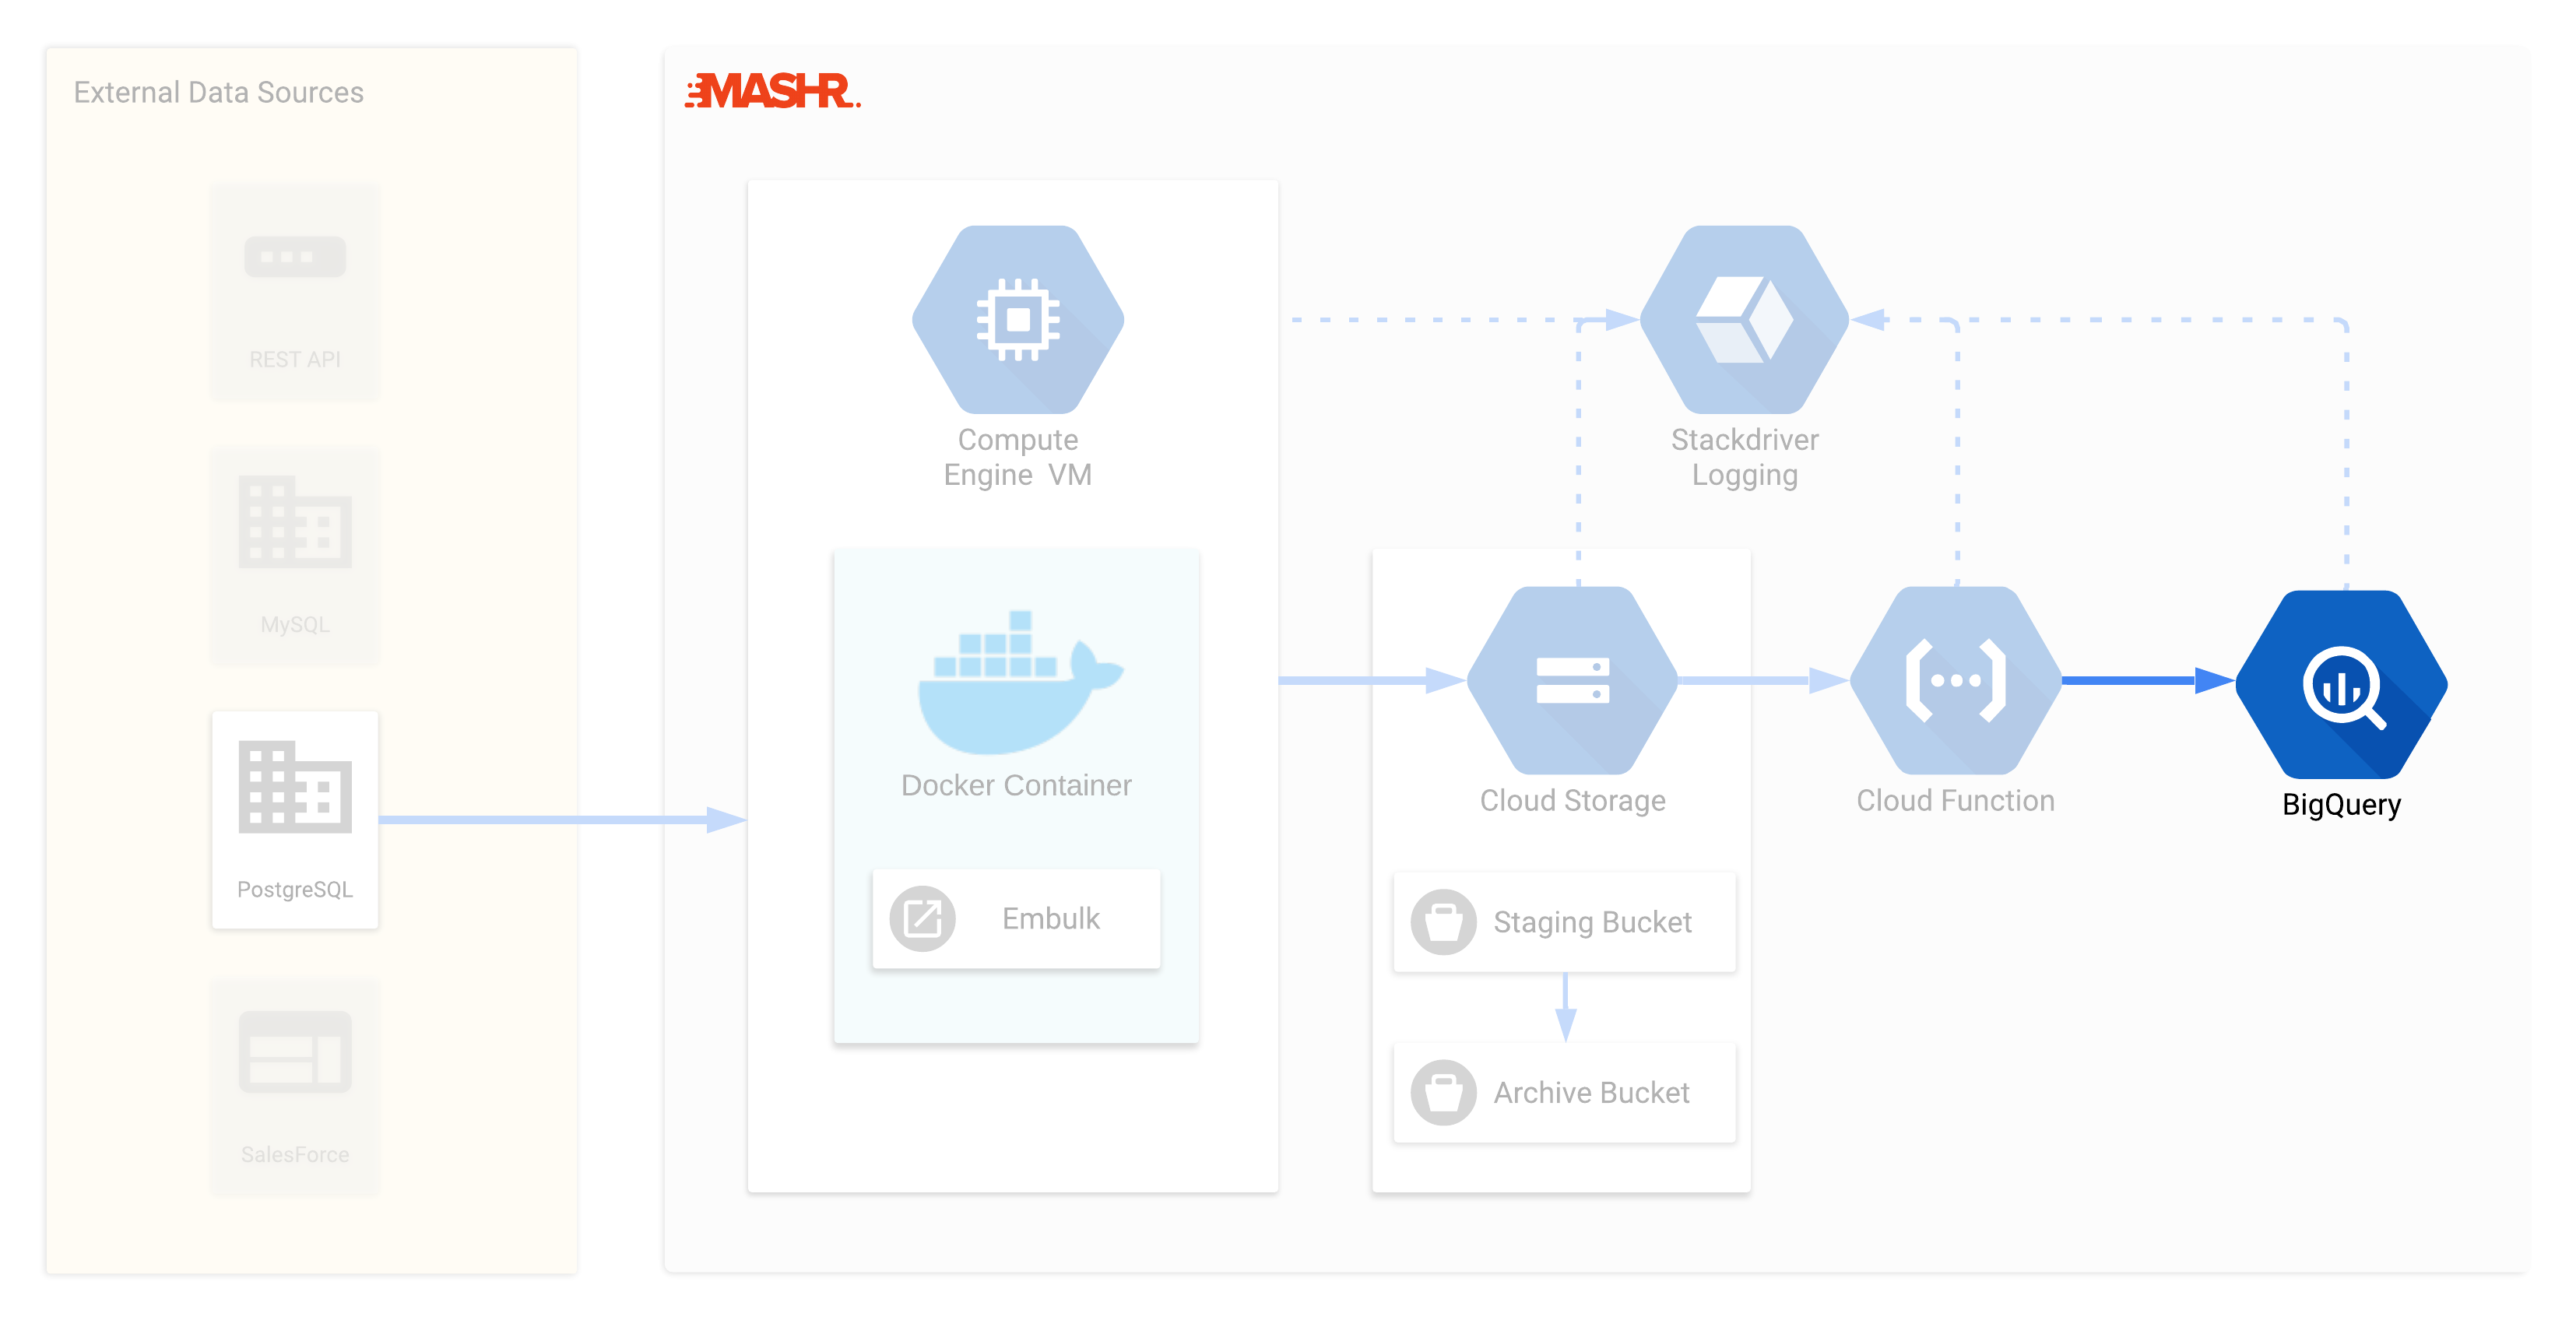 External Data Sources
REST API
MySQL
PostgreSQL
SalesForce
MASHR
Compute
Engine VM
Docker Container
Embulk
Stackdriver
Logging
Cloud Storage
Staging Bucket
Archive Bucket
Cloud Function
BigQuery